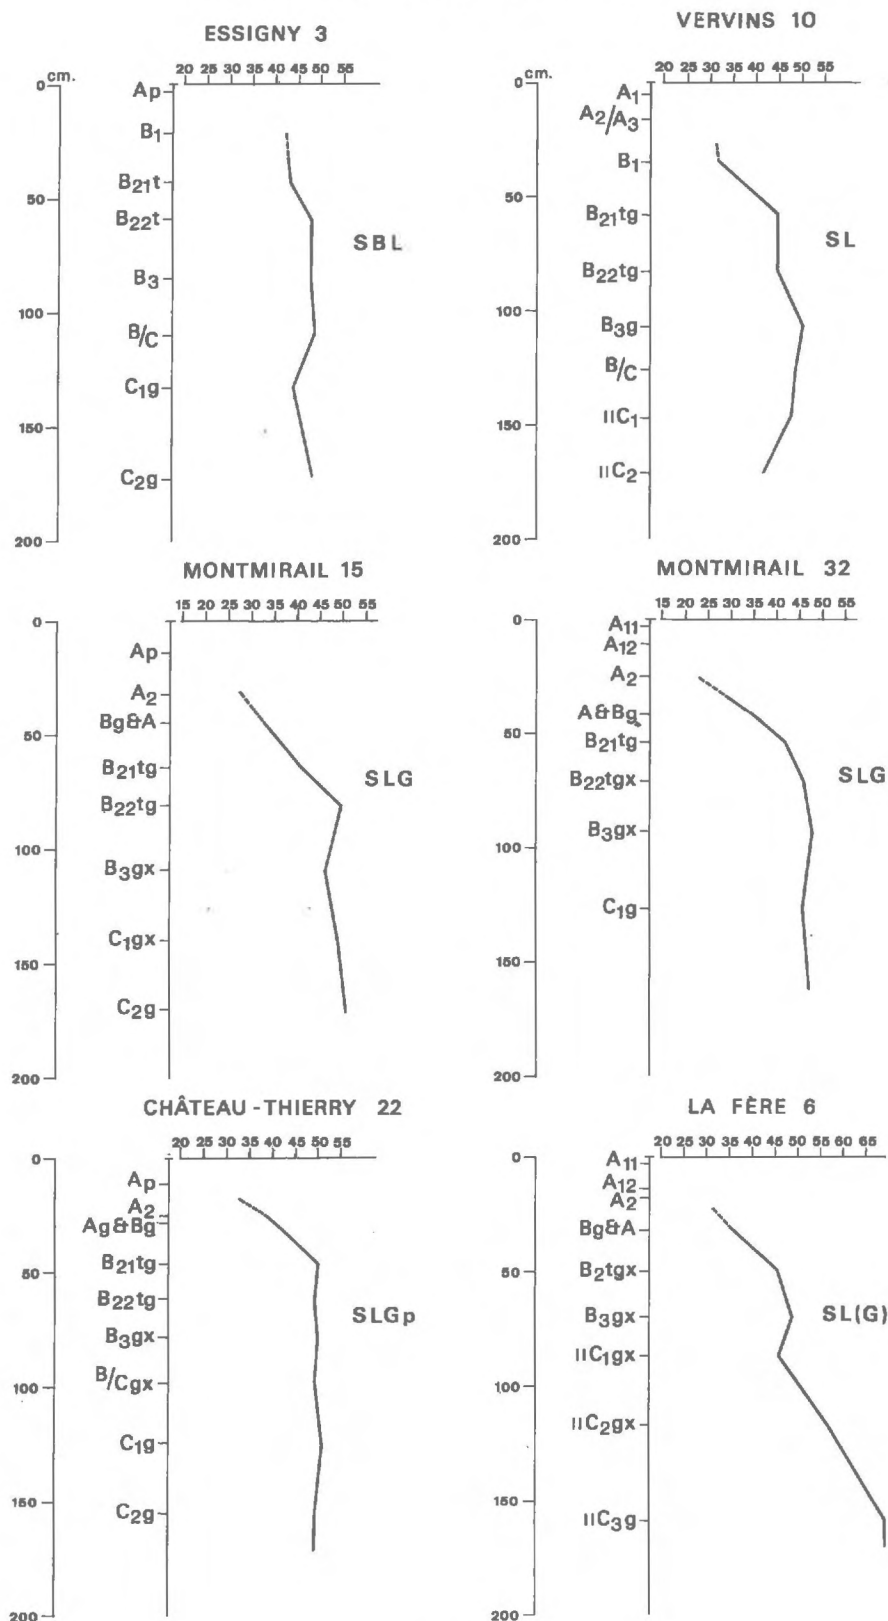 ESSIGNY 3
20 25 30 35 40 45 50 55
cm.
0
50
100
150
200
Ap
B1
B21t
B22t
B3
B/C
C1g
C2g
SBL
VERVINS 10
20 25 30 35 40 45 50 55
cm.
0
50
100
150
200
A1
A2/A3
B1
B21tg
B22tg
B3g
B/C
IIC1
IIC2
SL
MONTMIRAIL 15
15 20 25 30 35 40 45 50 55
0
50
100
150
200
Ap
A2
Bg&A
B21tg
B22tg
B3gx
C1gx
C2g
SLG
MONTMIRAIL 32
15 20 25 30 35 40 45 50 55
0
50
100
150
200
A11
A12
A2
A&Bg
B21tg
B22tgx
B3gx
C1g
SLG
CHÂTEAU-THIERRY 22
20 25 30 35 40 45 50 55
0
50
100
150
200
Ap
A2
Ag&Bg
B21tg
B22tg
B3gx
B/Cgx
C1g
C2g
SLGp
LA FÈRE 6
20 25 30 35 40 45 50 55 60 65
0
50
100
150
200
A11
A12
A2
Bg&A
B2tgx
B3gx
IIC1gx
IIC2gx
IIC3g
SL(G)